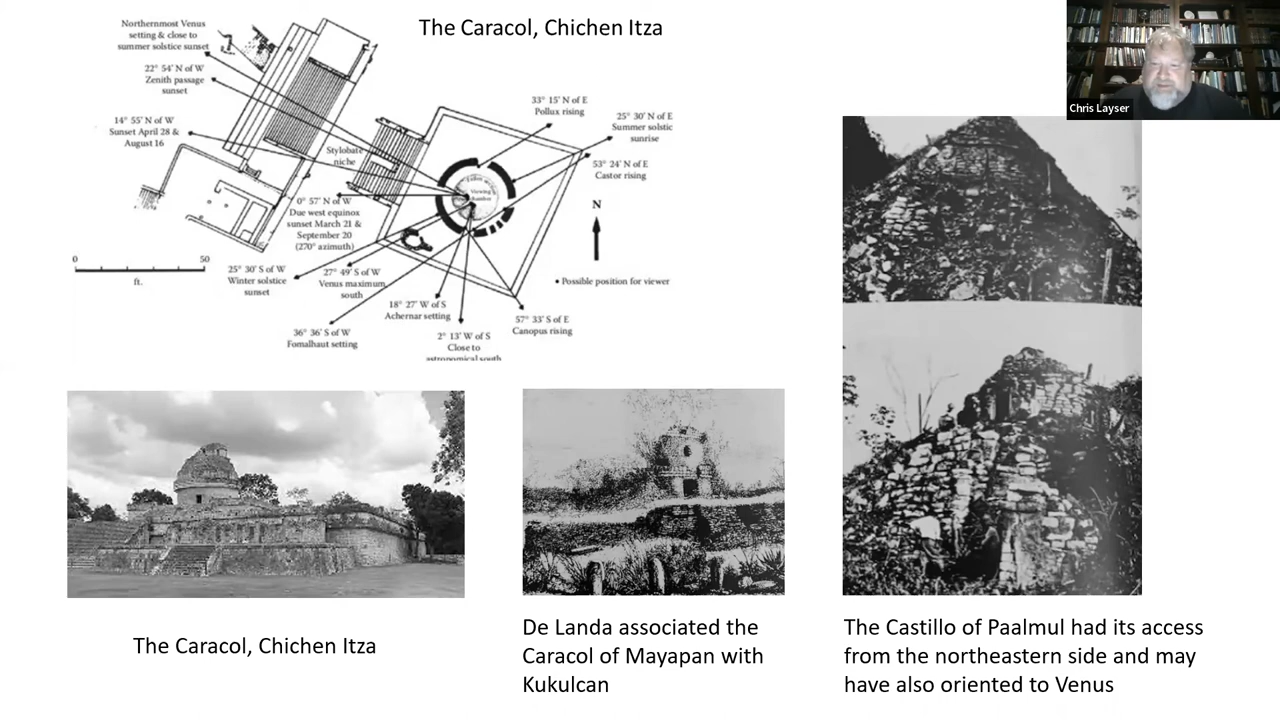 The Caracol, Chichen Itza
Chris Layser
Northernmost Venus
setting & close to
summer solstice sunset
22° 54' N of W
Zenith passage
sunset
14° 55' N of W
Sunset April 28 &
August 16
Stylobate
niche
33° 15' N of E
Pollux rising
25° 30' N of E
Summer solstic
sunrise
53° 24' N of E
Castor rising
N
Viewing
0° 57' N of W
Due west equinox
sunset March 21 &
September 20
(270° azimuth)
0
50
ft.
25° 30' S of W
Winter solstice
sunset
27° 49' S of W
Venus maximum
south
18° 27' W of S
Achernar setting
36° 36' S of W
Fomalhaut setting
2° 13' W of S
Close to
astronomical south
57° 33' S of E
Canopus rising
• Possible position for viewer
The Caracol, Chichen Itza
De Landa associated the
Caracol of Mayapan with
Kukulcan
The Castillo of Paalmul had its access
from the northeastern side and may
have also oriented to Venus